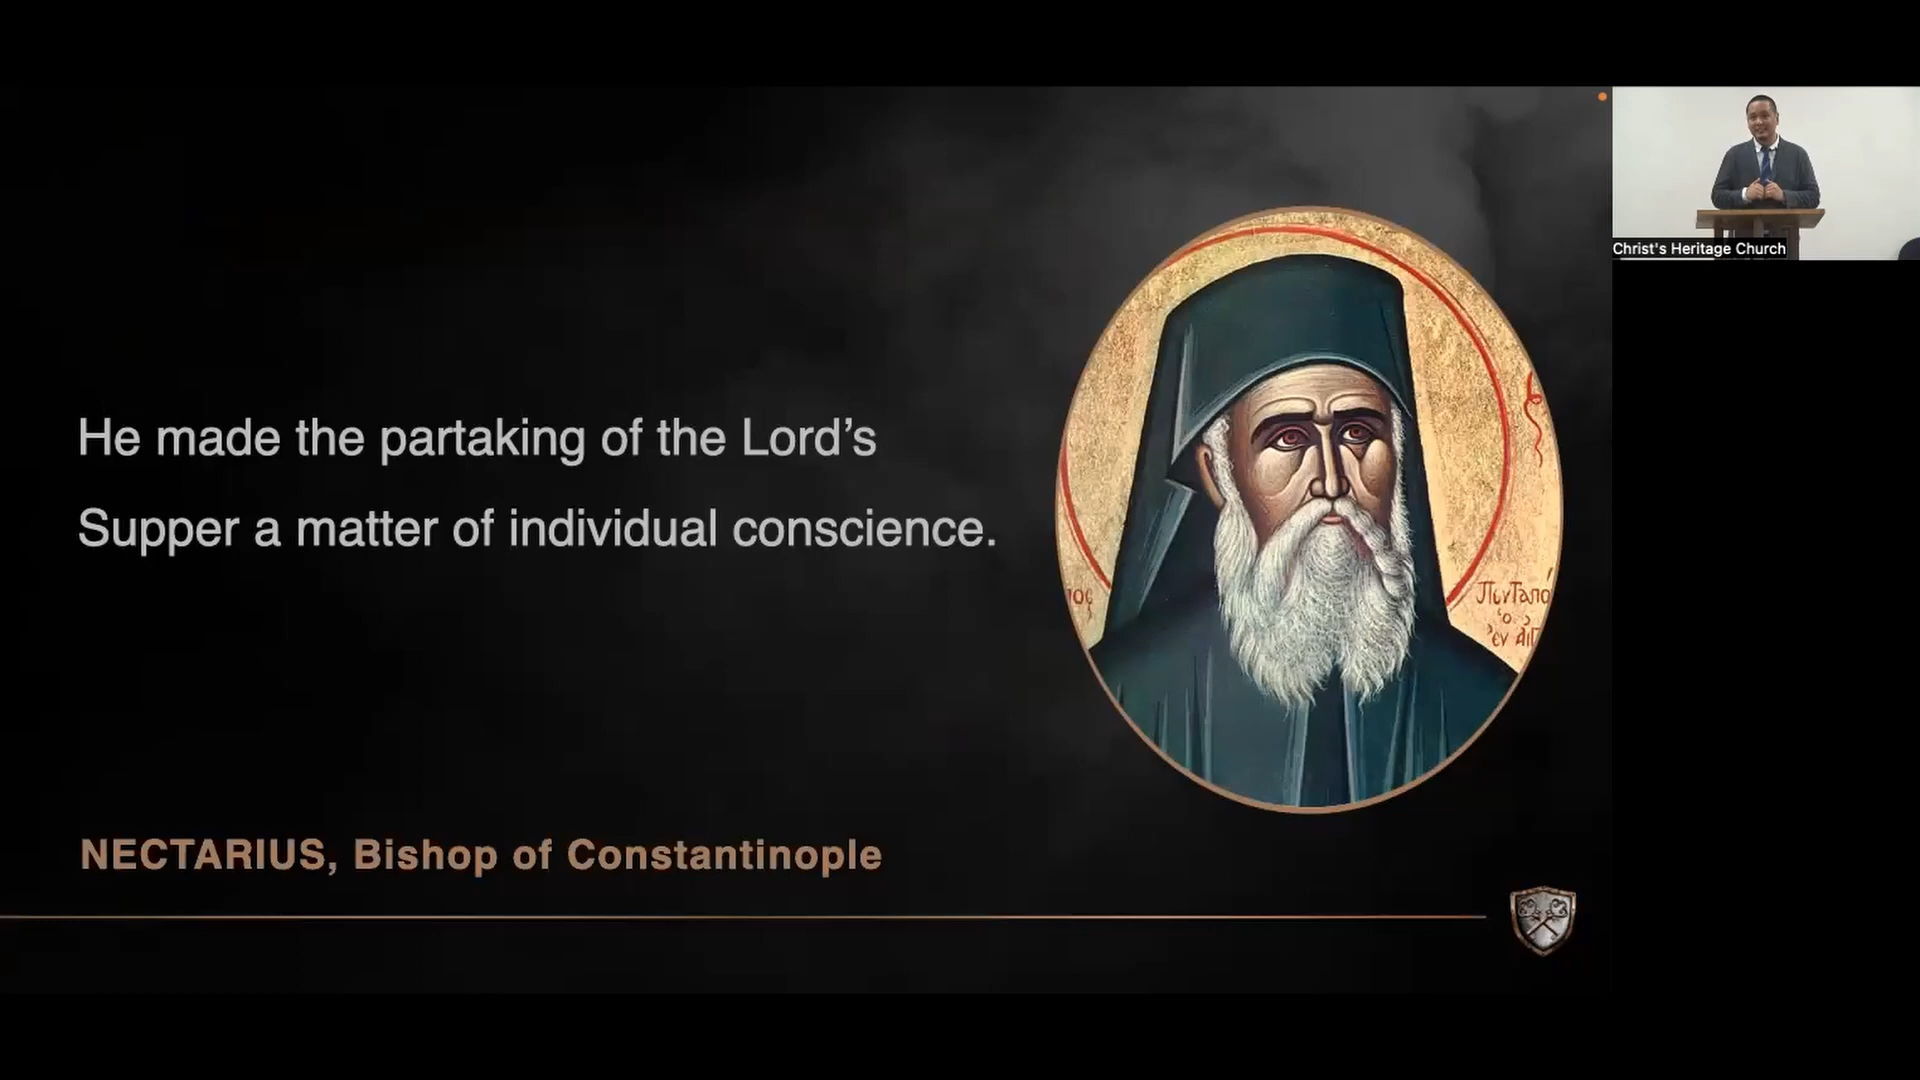 He made the partaking of the Lord's
Supper a matter of individual conscience.
NECTARIUS, Bishop of Constantinople
Christ's Heritage Church
ὁ